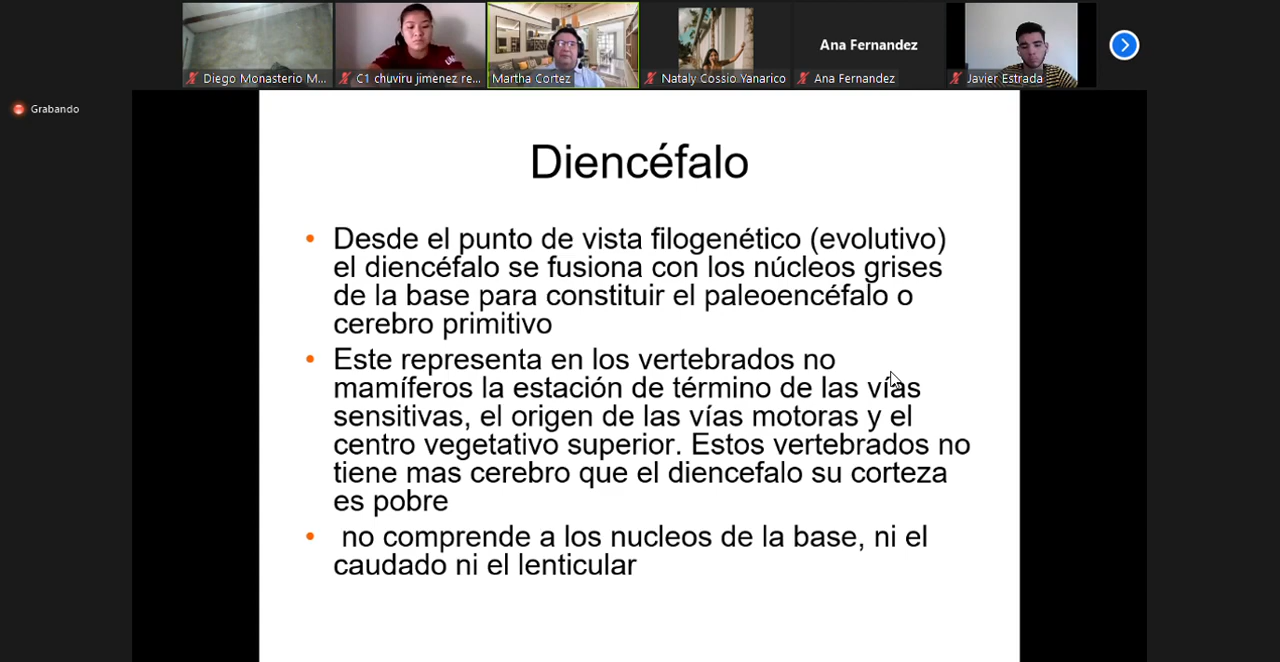 Diego Monasterio M...
C1 chuviru jimenez re...
Martha Cortez
Nataly Cossio Yanarico
Ana Fernandez
Ana Fernandez
Javier Estrada
Grabando
Diencéfalo
Desde el punto de vista filogenético (evolutivo)
el diencéfalo se fusiona con los núcleos grises
de la base para constituir el paleoencéfalo o
cerebro primitivo
Este representa en los vertebrados no
mamíferos la estación de término de las vías
sensitivas, el origen de las vías motoras y el
centro vegetativo superior. Estos vertebrados no
tiene mas cerebro que el diencefalo su corteza
es pobre
no comprende a los nucleos de la base, ni el
caudado ni el lenticular